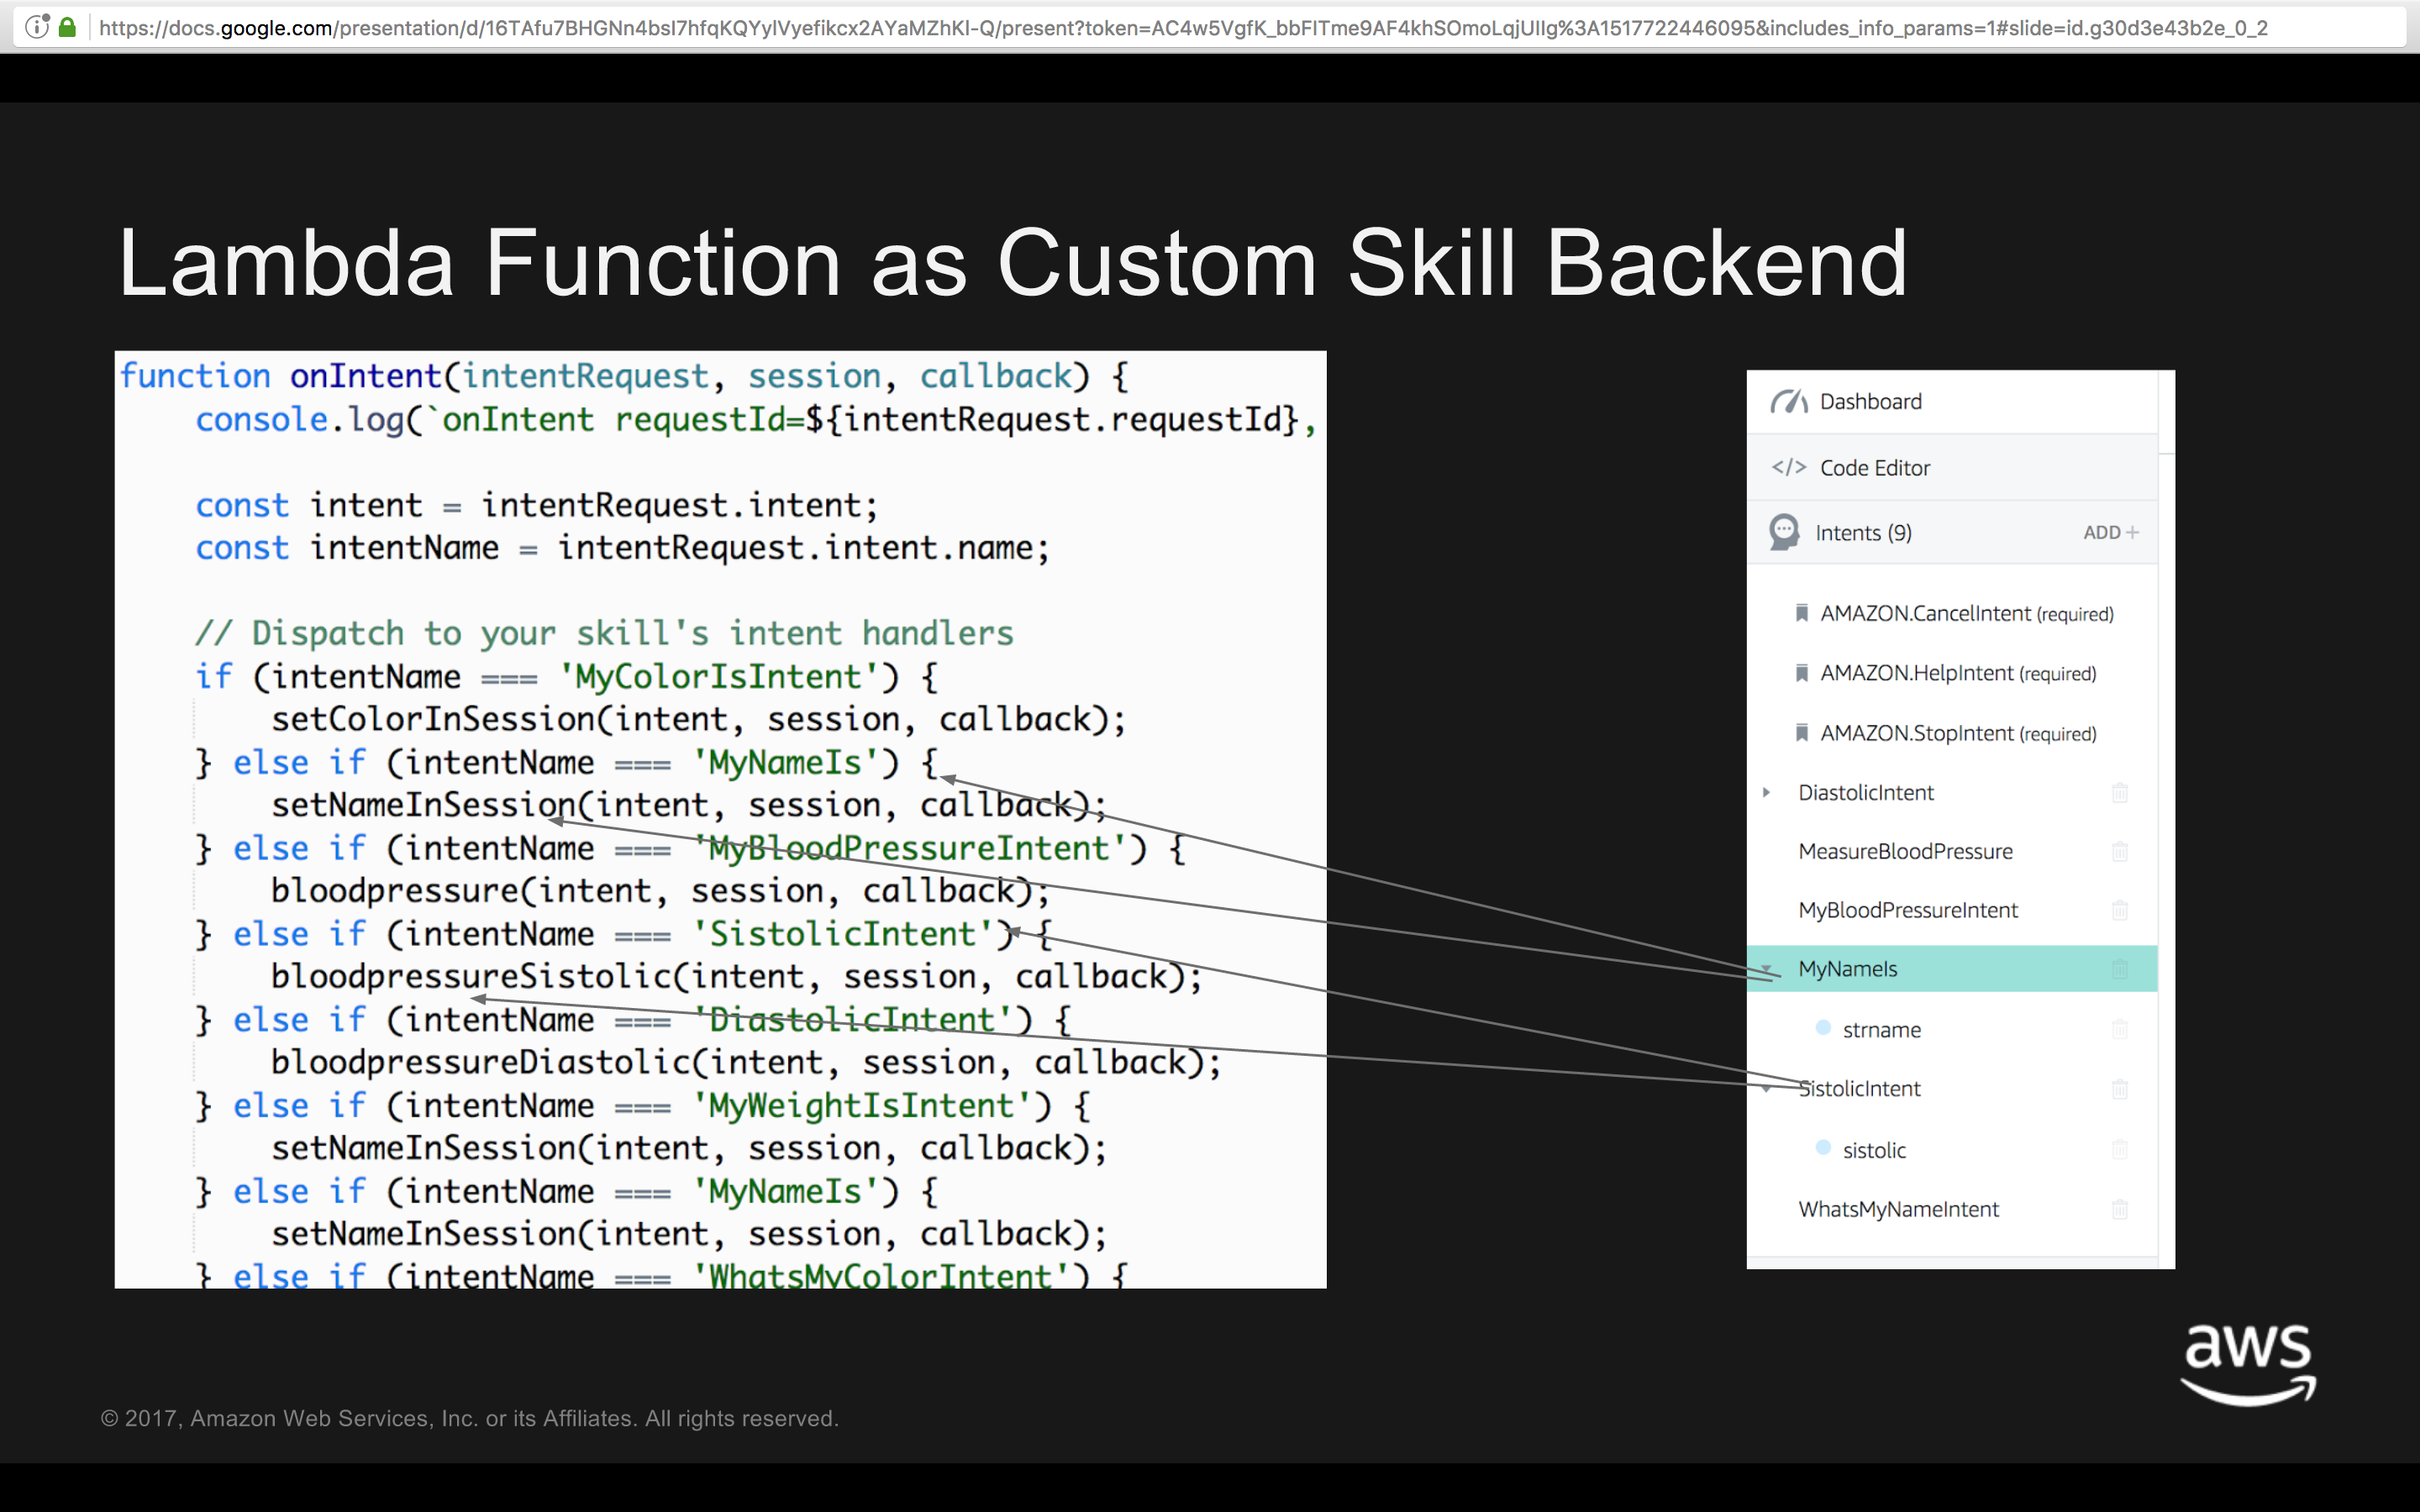 https://docs.google.com/presentation/d/16TAfu7BHGNn4bsI7hfqKQYylVyefikcx2AYaMZhKI-Q/present?token=AC4w5VgfK_bbFITme9AF4khSOmoLqjUIIg%3A1517722446095&includes_info_params=1#slide=id.g30d3e43b2e_0_2
Lambda Function as Custom Skill Backend
function onIntent(intentRequest, session, callback) {
console.log(`onIntent requestId=${intentRequest.requestId},
const intent = intentRequest.intent;
const intentName = intentRequest.intent.name;
// Dispatch to your skill's intent handlers
if (intentName === 'MyColorIsIntent') {
setColorInSession(intent, session, callback);
} else if (intentName === 'MyNameIs') {
setNameInSession(intent, session, callback);
} else if (intentName === 'MyBloodPressureIntent') {
bloodpressure(intent, session, callback);
} else if (intentName === 'SistolicIntent') {
bloodpressureSistolic(intent, session, callback);
} else if (intentName === 'DiastolicIntent') {
bloodpressureDiastolic(intent, session, callback);
} else if (intentName === 'MyWeightIsIntent') {
setNameInSession(intent, session, callback);
} else if (intentName === 'MyNameIs') {
setNameInSession(intent, session, callback);
} else if (intentName === 'WhatsMyColorIntent') {
Dashboard
</> Code Editor
Intents (9) ADD +
AMAZON.CancelIntent (required)
AMAZON.HelpIntent (required)
AMAZON.StopIntent (required)
DiastolicIntent
MeasureBloodPressure
MyBloodPressureIntent
MyNameIs
strname
SistolicIntent
sistolic
WhatsMyNameIntent
aws
© 2017, Amazon Web Services, Inc. or its Affiliates. All rights reserved.